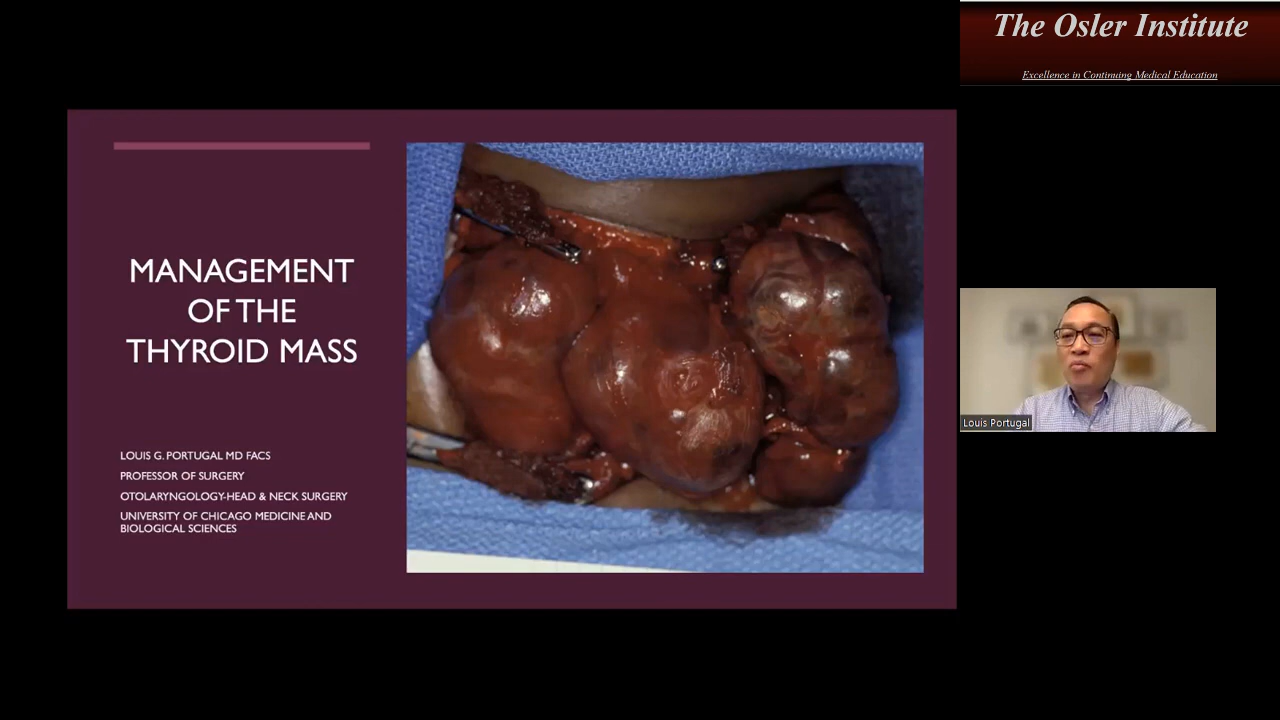 The Osler Institute
Excellence in Continuing Medical Education
MANAGEMENT
OF THE
THYROID MASS
LOUIS G. PORTUGAL MD FACS
PROFESSOR OF SURGERY
OTOLARYNGOLOGY-HEAD & NECK SURGERY
UNIVERSITY OF CHICAGO MEDICINE AND
BIOLOGICAL SCIENCES
Louis Portugal